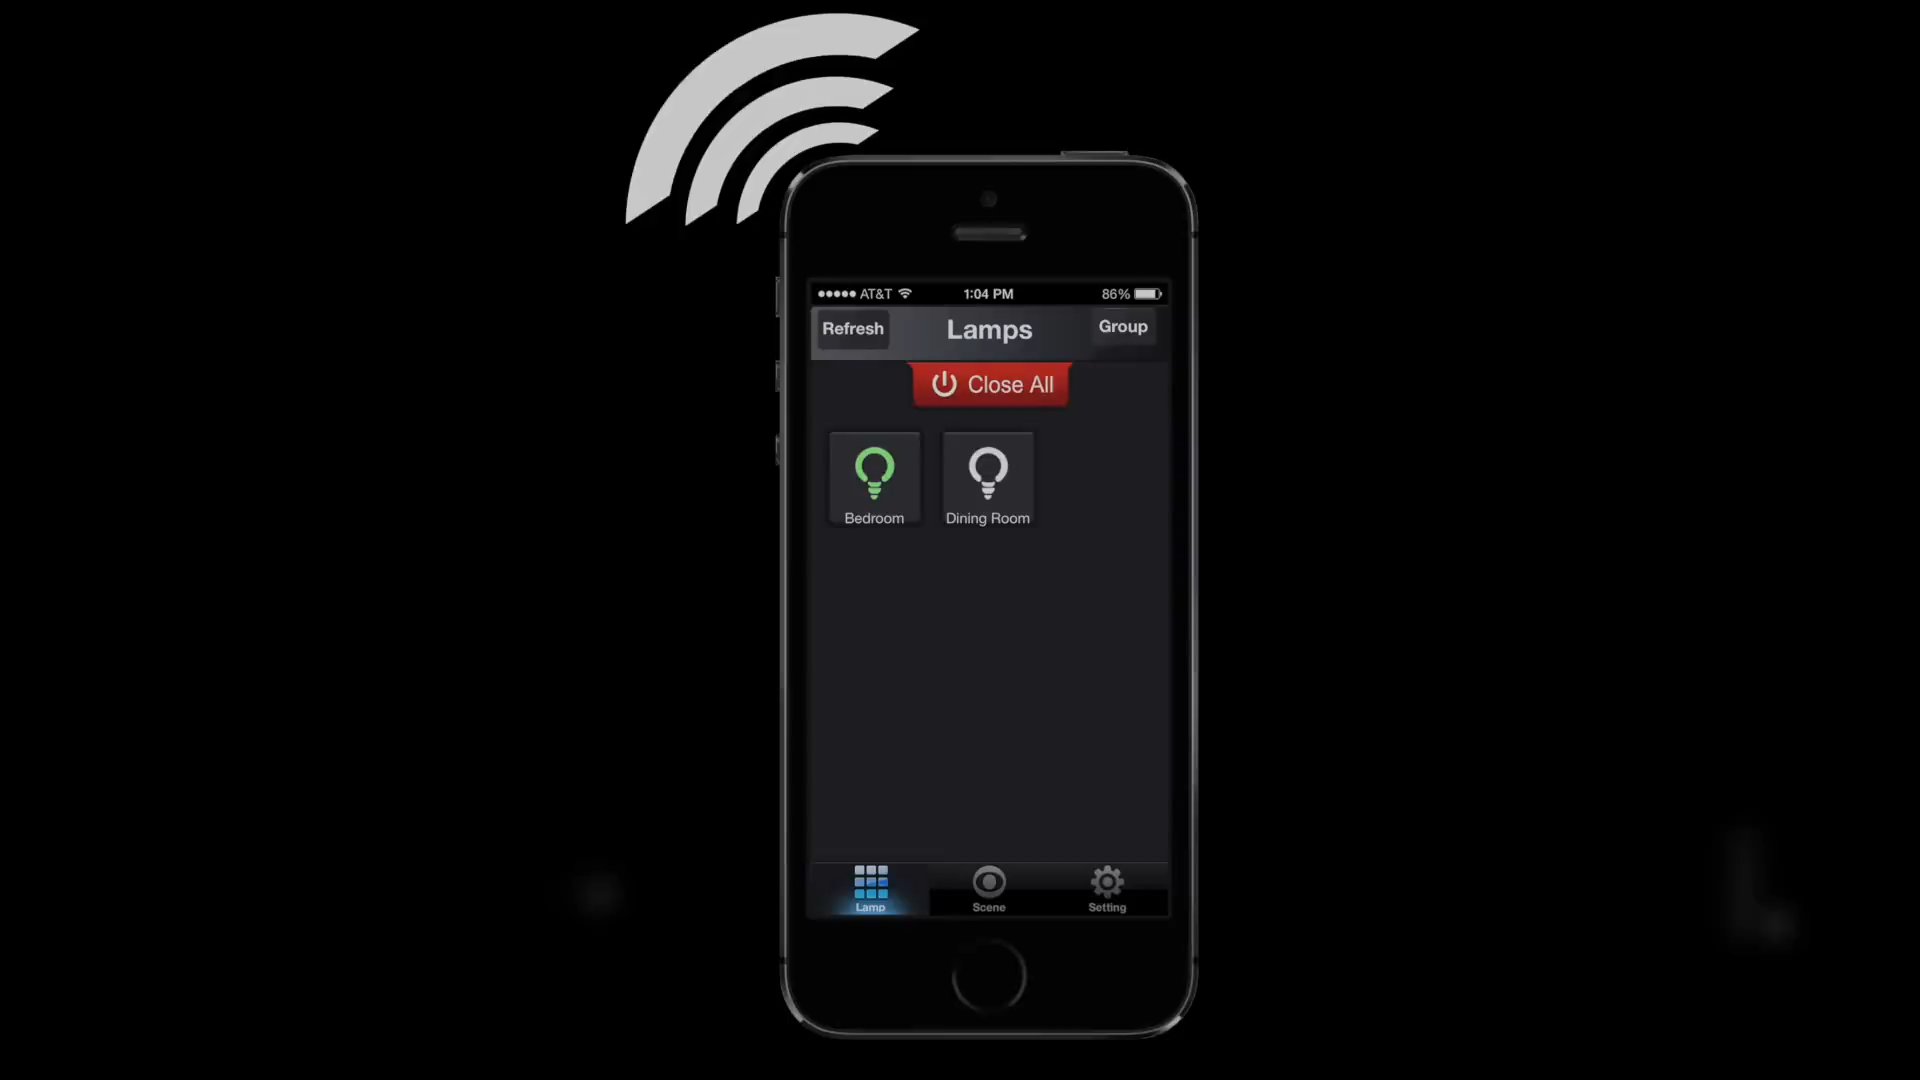 AT&T 1:04 PM 86%
Refresh Lamps Group
Close All
Bedroom Dining Room
Lamp Scene Setting